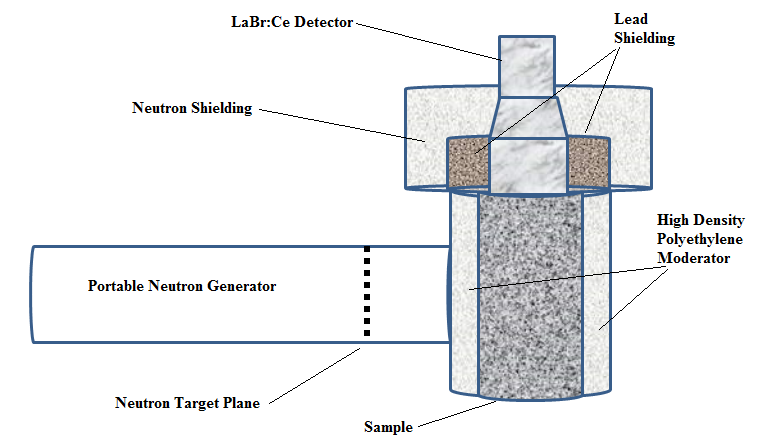 LaBr:Ce Detector
Lead
Shielding
Neutron Shielding
High Density
Polyethylene
Moderator
Portable Neutron Generator
Neutron Target Plane
Sample